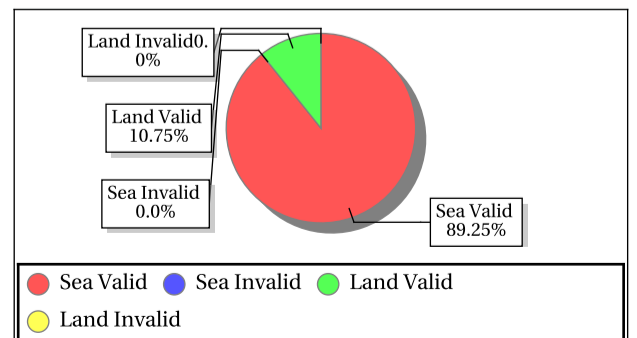 Land Invalid0.
0%
Land Valid
10.75%
Sea Invalid
0.0%
Sea Valid
89.25%
Sea Valid Sea Invalid Land Valid
Land Invalid